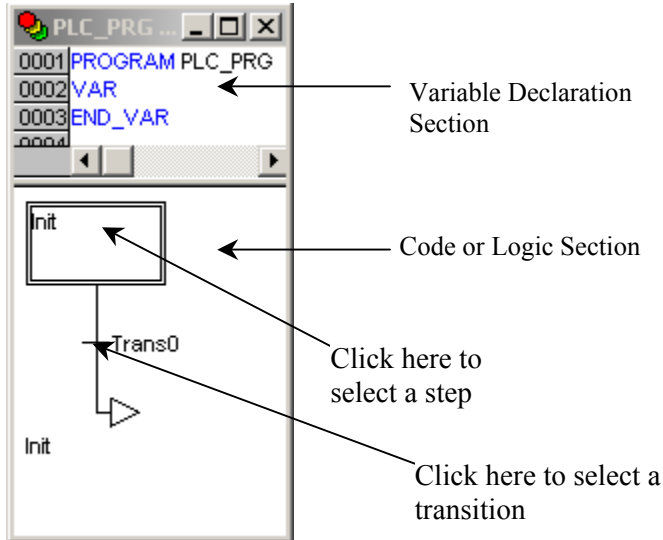 PLC_PRG ...
0001 PROGRAM PLC_PRG
0002 VAR
0003 END_VAR
0004
Variable Declaration
Section
Init
Code or Logic Section
Trans0
Click here to
select a step
Init
Click here to select a
transition